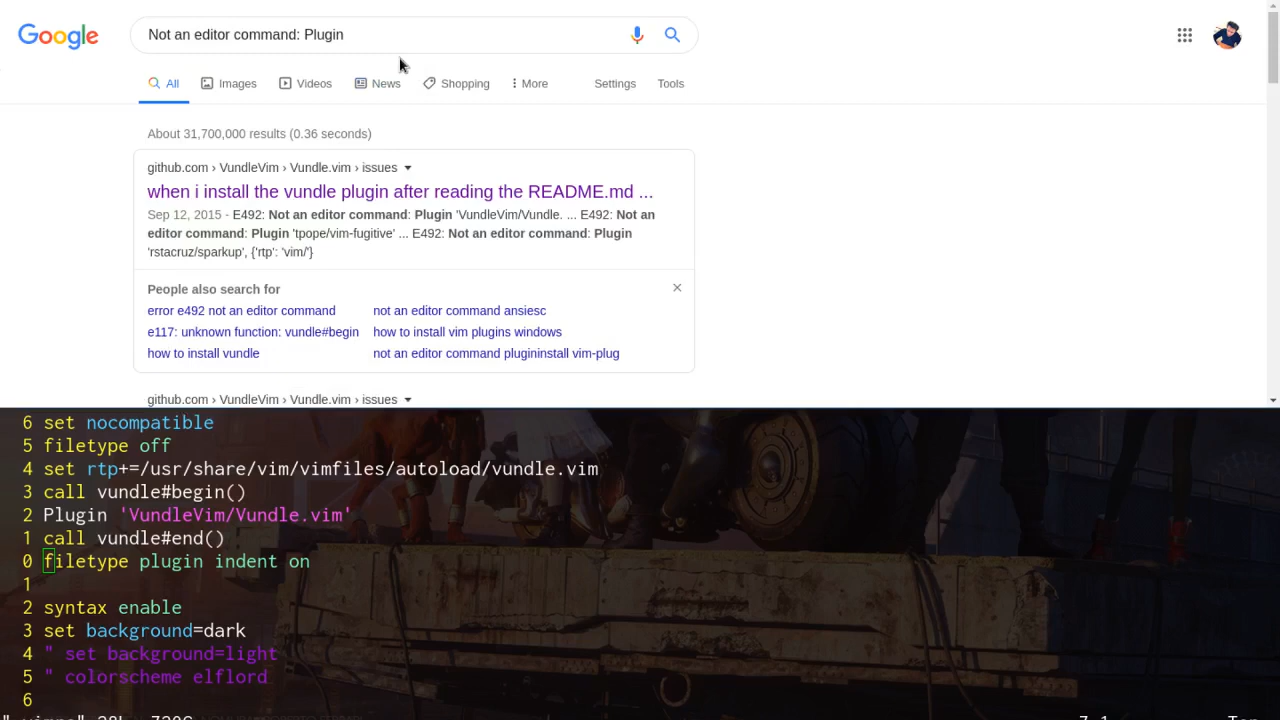 Google
Not an editor command: Plugin
All Images Videos News Shopping More Settings Tools
About 31,700,000 results (0.36 seconds)
github.com › VundleVim › Vundle.vim › issues
when i install the vundle plugin after reading the README.md ...
Sep 12, 2015 - E492: Not an editor command: Plugin 'VundleVim/Vundle. ... E492: Not an
editor command: Plugin 'tpope/vim-fugitive' ... E492: Not an editor command: Plugin
'rstacruz/sparkup', {'rtp': 'vim/'}
People also search for
error e492 not an editor command not an editor command ansiesc
e117: unknown function: vundle#begin how to install vim plugins windows
how to install vundle not an editor command plugininstall vim-plug
github.com › VundleVim › Vundle.vim › issues
6 set nocompatible
5 filetype off
4 set rtp+=/usr/share/vim/vimfiles/autoload/vundle.vim
3 call vundle#begin()
2 Plugin 'VundleVim/Vundle.vim'
1 call vundle#end()
0 filetype plugin indent on
1
2 syntax enable
3 set background=dark
4 " set background=light
5 " colorscheme elflord
6